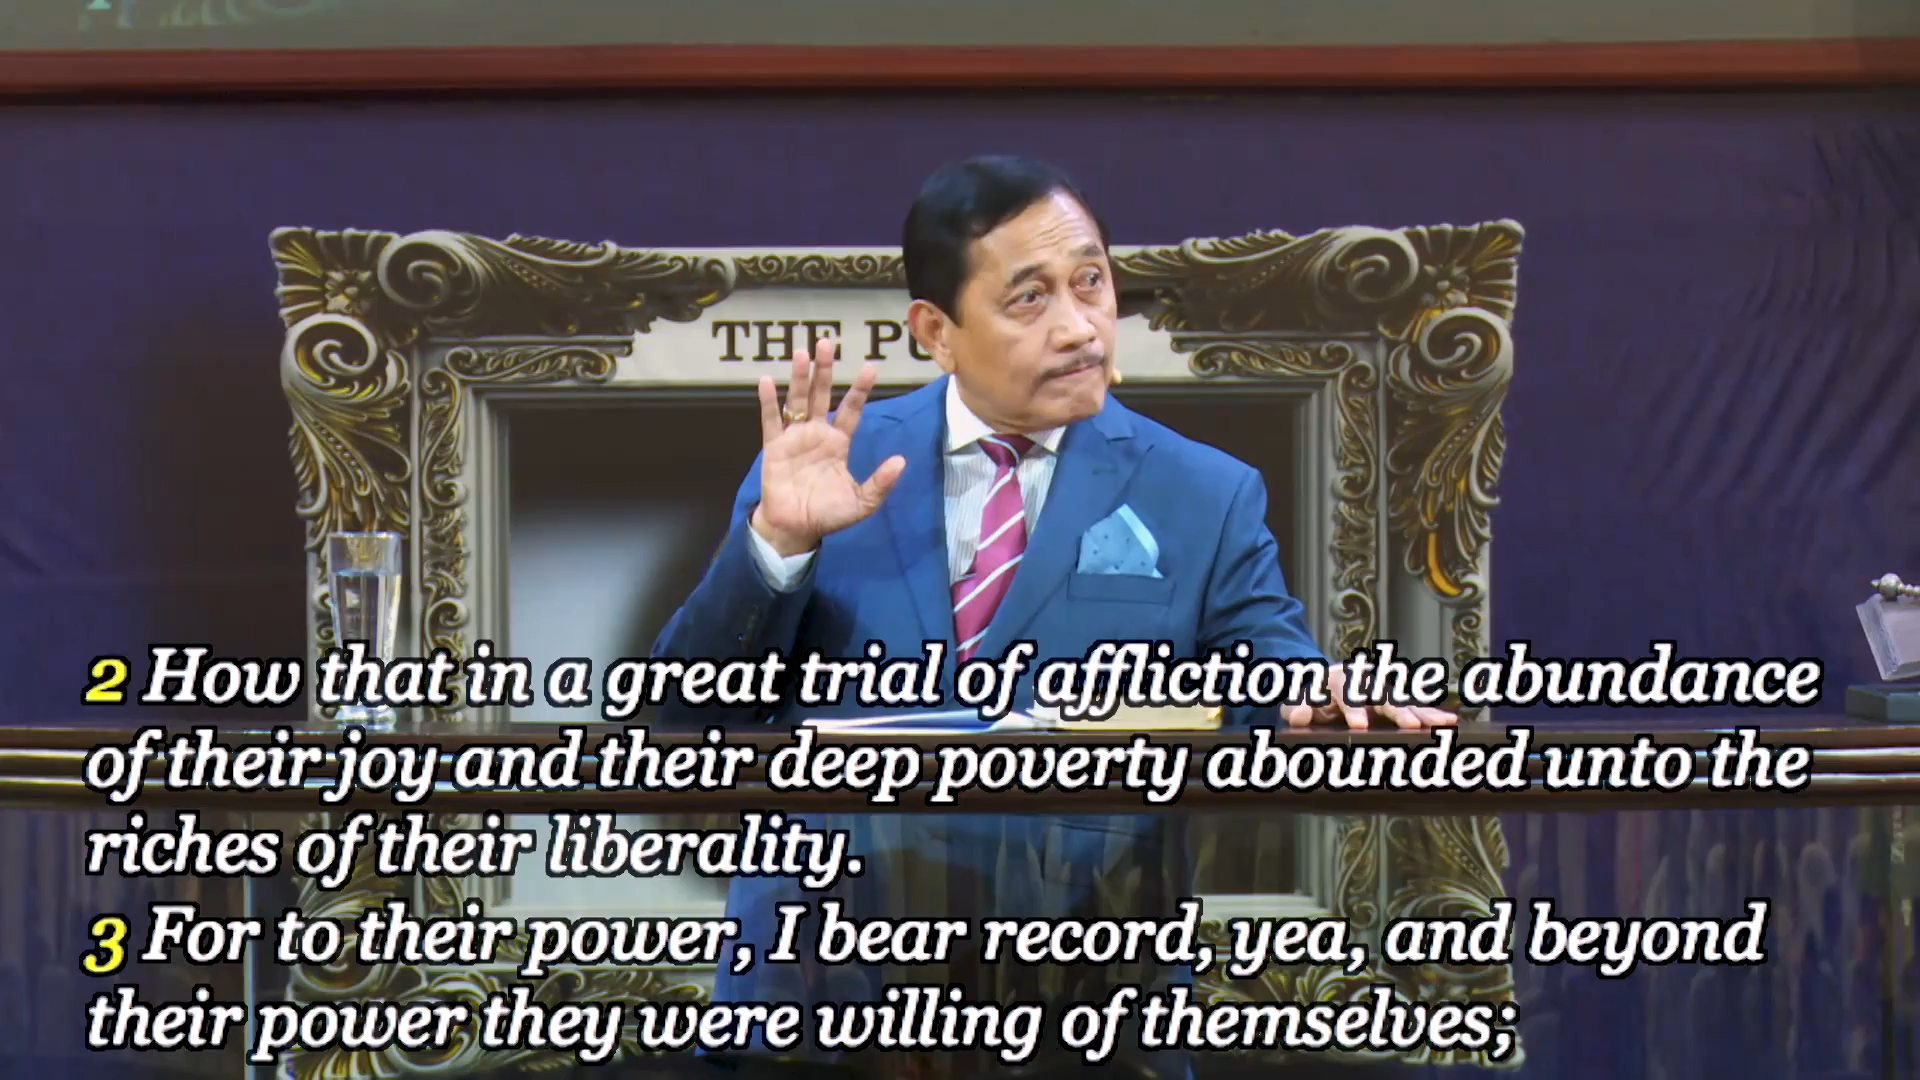 THE PU
2 How that in a great trial of affliction the abundance
of their joy and their deep poverty abounded unto the
riches of their liberality.
3 For to their power, I bear record, yea, and beyond
their power they were willing of themselves;